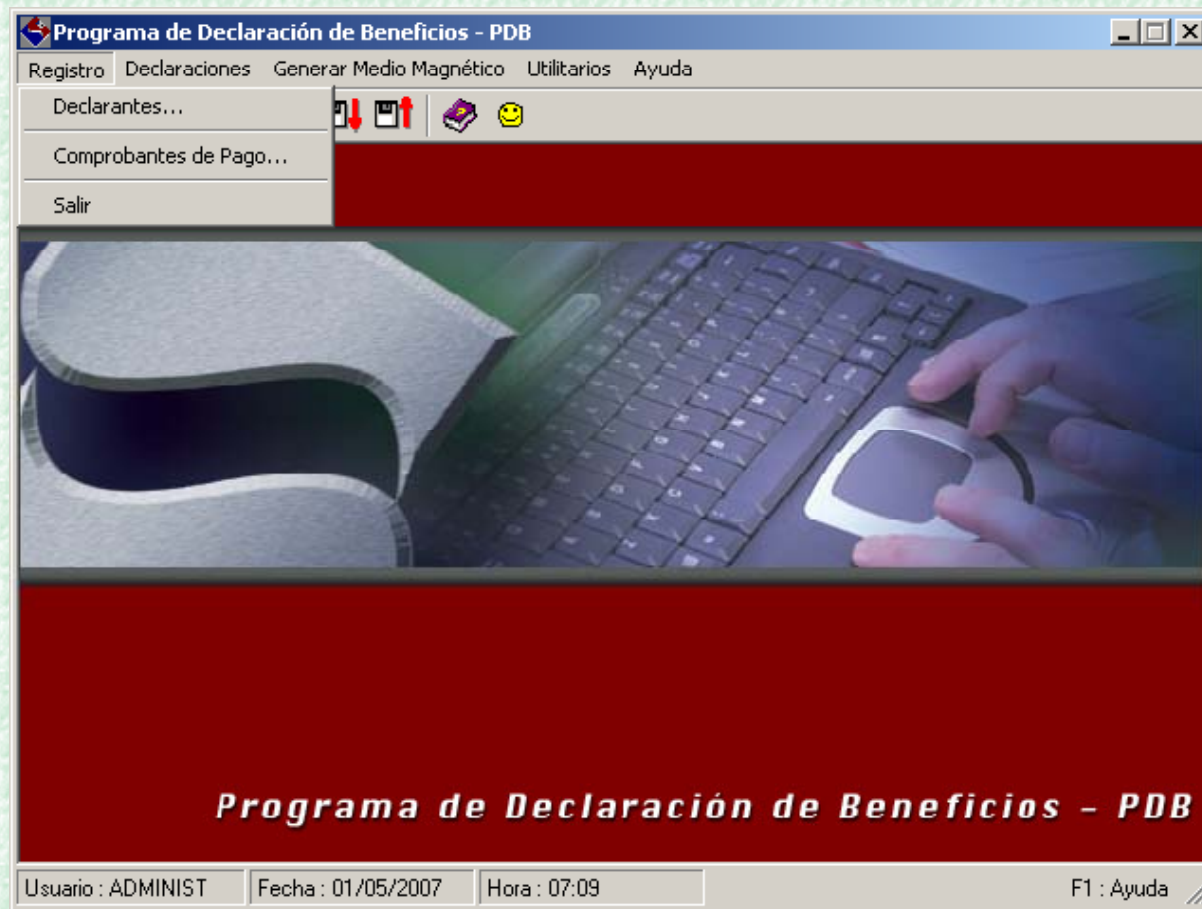 Programa de Declaración de Beneficios - PDB
Registro Declaraciones Generar Medio Magnético Utilitarios Ayuda
Declarantes...
Comprobantes de Pago...
Salir
Programa de Declaración de Beneficios - PDB
Usuario : ADMINIST Fecha : 01/05/2007 Hora : 07:09 F1 : Ayuda